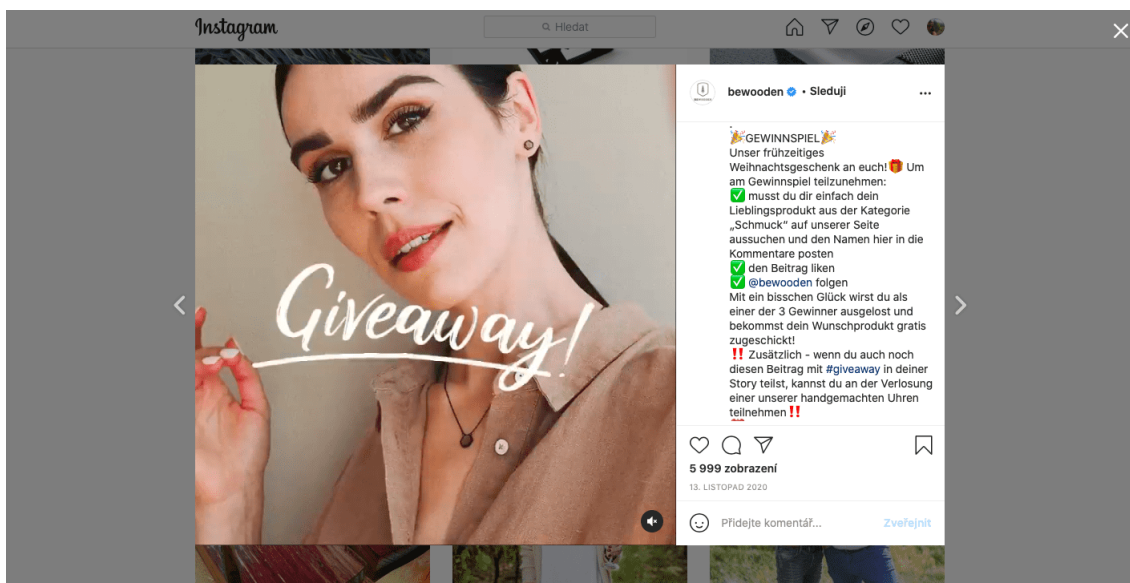 Instagram
Hledat
Giveaway!
bewooden • Sleduji
🎉GEWINNSPIEL🎉
Unser frühzeitiges
Weihnachtsgeschenk an euch!🎁 Um
am Gewinnspiel teilzunehmen:
✅ musst du dir einfach dein
Lieblingsprodukt aus der Kategorie
„Schmuck“ auf unserer Seite
aussuchen und den Namen hier in die
Kommentare posten
✅ den Beitrag liken
✅ @bewooden folgen
Mit ein bisschen Glück wirst du als
einer der 3 Gewinner ausgelost und
bekommst dein Wunschprodukt gratis
zugeschickt!
‼️ Zusätzlich - wenn du auch noch
diesen Beitrag mit #giveaway in deiner
Story teilst, kannst du an der Verlosung
einer unserer handgemachten Uhren
teilnehmen‼️
5 999 zobrazení
13. LISTOPAD 2020
Přidejte komentář...
Zveřejnit